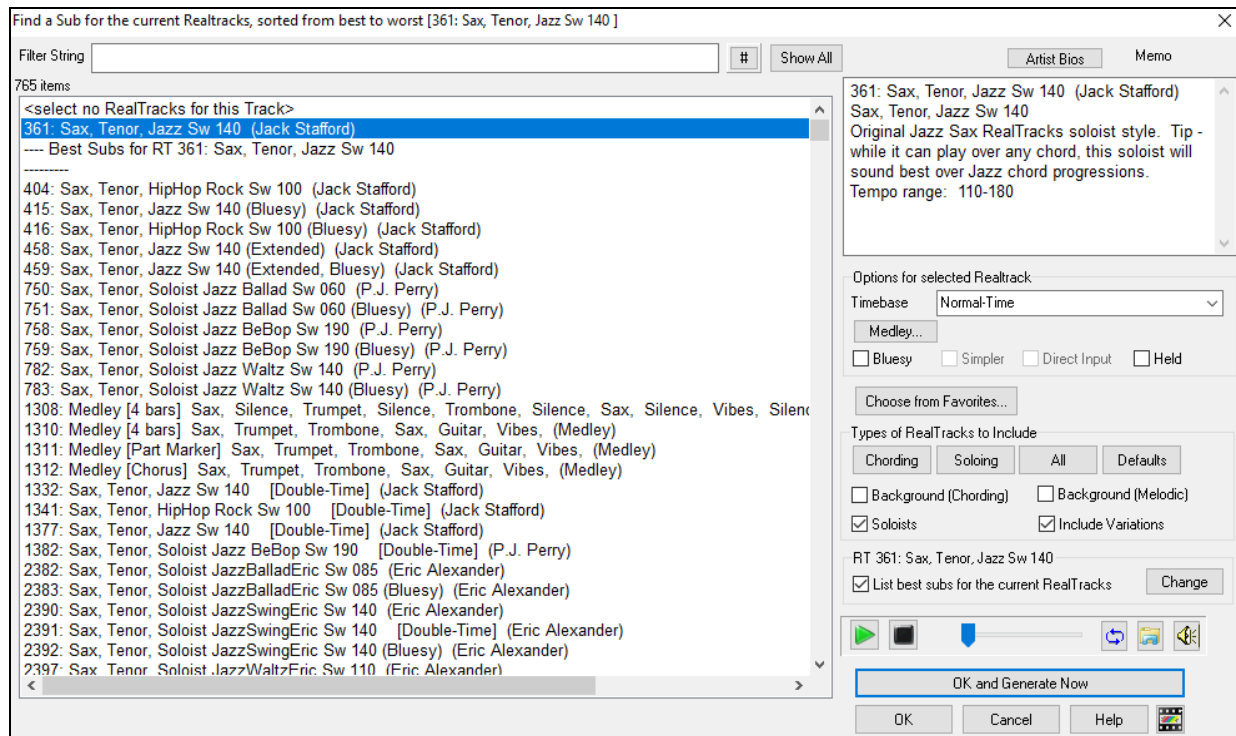 Find a Sub for the current Realtracks, sorted from best to worst [361: Sax, Tenor, Jazz Sw 140 ]
Filter String
#
Show All
Artist Bios
Memo
765 items
<select no RealTracks for this Track>
361: Sax, Tenor, Jazz Sw 140 (Jack Stafford)
---- Best Subs for RT 361: Sax, Tenor, Jazz Sw 140
---------
404: Sax, Tenor, HipHop Rock Sw 100 (Jack Stafford)
415: Sax, Tenor, Jazz Sw 140 (Bluesy) (Jack Stafford)
416: Sax, Tenor, HipHop Rock Sw 100 (Bluesy) (Jack Stafford)
458: Sax, Tenor, Jazz Sw 140 (Extended) (Jack Stafford)
459: Sax, Tenor, Jazz Sw 140 (Extended, Bluesy) (Jack Stafford)
750: Sax, Tenor, Soloist Jazz Ballad Sw 060 (P.J. Perry)
751: Sax, Tenor, Soloist Jazz Ballad Sw 060 (Bluesy) (P.J. Perry)
758: Sax, Tenor, Soloist Jazz BeBop Sw 190 (P.J. Perry)
759: Sax, Tenor, Soloist Jazz BeBop Sw 190 (Bluesy) (P.J. Perry)
782: Sax, Tenor, Soloist Jazz Waltz Sw 140 (P.J. Perry)
783: Sax, Tenor, Soloist Jazz Waltz Sw 140 (Bluesy) (P.J. Perry)
1308: Medley [4 bars] Sax, Silence, Trumpet, Silence, Trombone, Silence, Sax, Silence, Vibes, Silenc
1310: Medley [4 bars] Sax, Trumpet, Trombone, Sax, Guitar, Vibes, (Medley)
1311: Medley [Part Marker] Sax, Trumpet, Trombone, Sax, Guitar, Vibes, (Medley)
1312: Medley [Chorus] Sax, Trumpet, Trombone, Sax, Guitar, Vibes, (Medley)
1332: Sax, Tenor, Jazz Sw 140 [Double-Time] (Jack Stafford)
1341: Sax, Tenor, HipHop Rock Sw 100 [Double-Time] (Jack Stafford)
1377: Sax, Tenor, Jazz Sw 140 [Double-Time] (Jack Stafford)
1382: Sax, Tenor, Soloist Jazz BeBop Sw 190 [Double-Time] (P.J. Perry)
2382: Sax, Tenor, Soloist JazzBalladEric Sw 085 (Eric Alexander)
2383: Sax, Tenor, Soloist JazzBalladEric Sw 085 (Bluesy) (Eric Alexander)
2390: Sax, Tenor, Soloist JazzSwingEric Sw 140 (Eric Alexander)
2391: Sax, Tenor, Soloist JazzSwingEric Sw 140 [Double-Time] (Eric Alexander)
2392: Sax, Tenor, Soloist JazzSwingEric Sw 140 (Bluesy) (Eric Alexander)
2397: Sax, Tenor, Soloist JazzWaltzEric Sw 110 (Eric Alexander)
361: Sax, Tenor, Jazz Sw 140 (Jack Stafford)
Sax, Tenor, Jazz Sw 140
Original Jazz Sax RealTracks soloist style. Tip -
while it can play over any chord, this soloist will
sound best over Jazz chord progressions.
Tempo range: 110-180
Options for selected Realtrack
Timebase
Normal-Time
Medley...
Bluesy
Simpler
Direct Input
Held
Choose from Favorites...
Types of RealTracks to Include
Chording
Soloing
All
Defaults
Background (Chording)
Background (Melodic)
Soloists
Include Variations
RT 361: Sax, Tenor, Jazz Sw 140
List best subs for the current RealTracks
Change
OK and Generate Now
OK
Cancel
Help